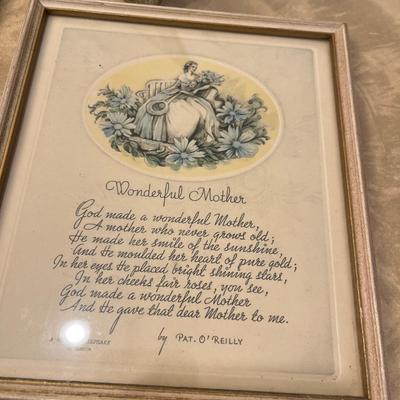 Wonderful Mother
God made a wonderful Mother,
A mother who never grows old;
He made her smile of the sunshine,
And He moulded her heart of pure gold;
In her eyes He placed bright shining stars,
In her cheeks fair roses, you see,
God made a wonderful Mother
And He gave that dear Mother to me.
by Pat. O'Reilly
A